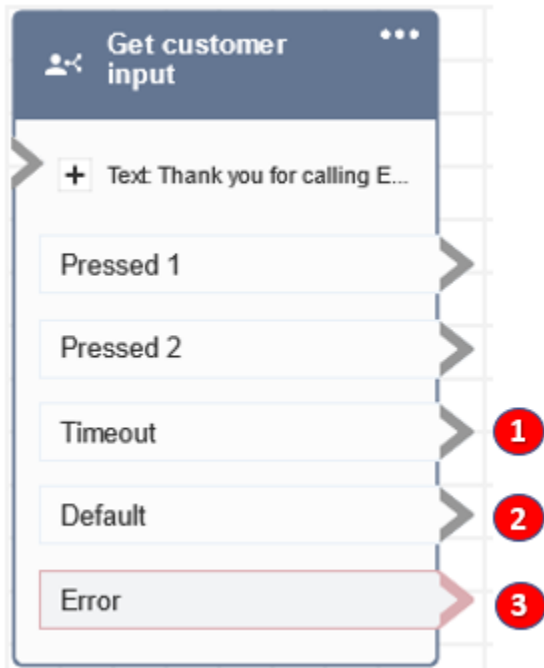 Get customer
input
Text: Thank you for calling E...
Pressed 1
Pressed 2
Timeout
1
Default
2
Error
3